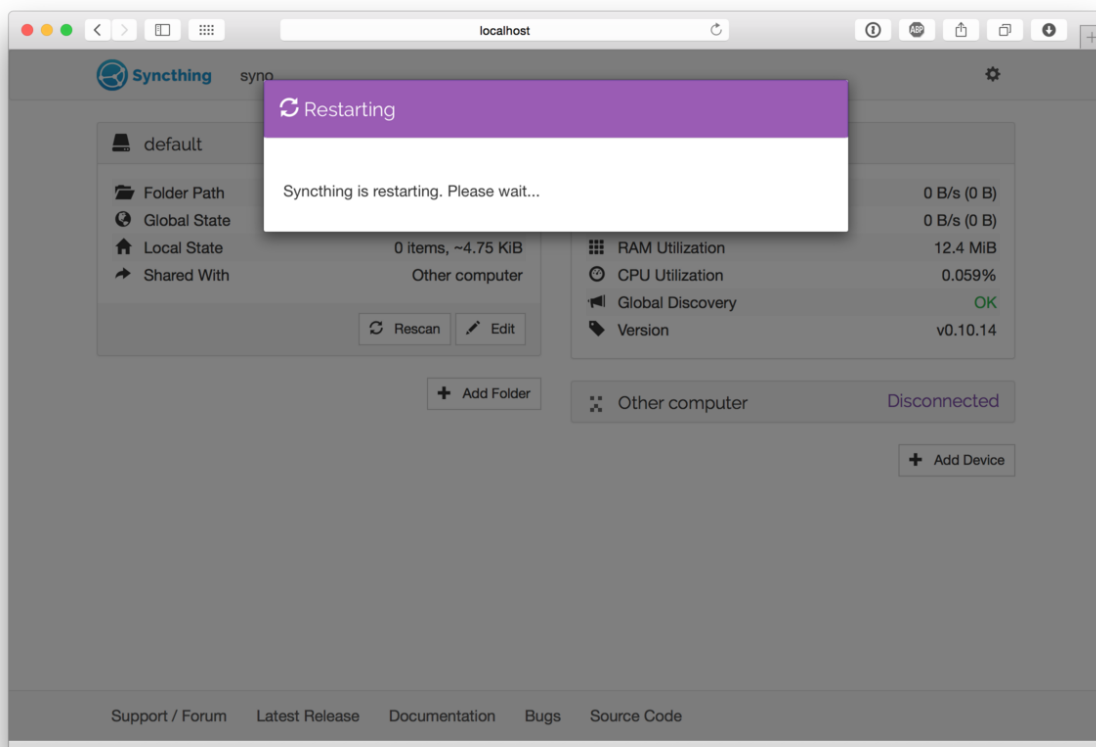 localhost
ABP
Syncthing syno
Restarting
Syncthing is restarting. Please wait...
default
Folder Path
Global State
Local State 0 items, ~4.75 KiB
Shared With Other computer
Rescan Edit
Add Folder
0 B/s (0 B)
0 B/s (0 B)
RAM Utilization 12.4 MiB
CPU Utilization 0.059%
Global Discovery OK
Version v0.10.14
Other computer Disconnected
Add Device
Support / Forum Latest Release Documentation Bugs Source Code